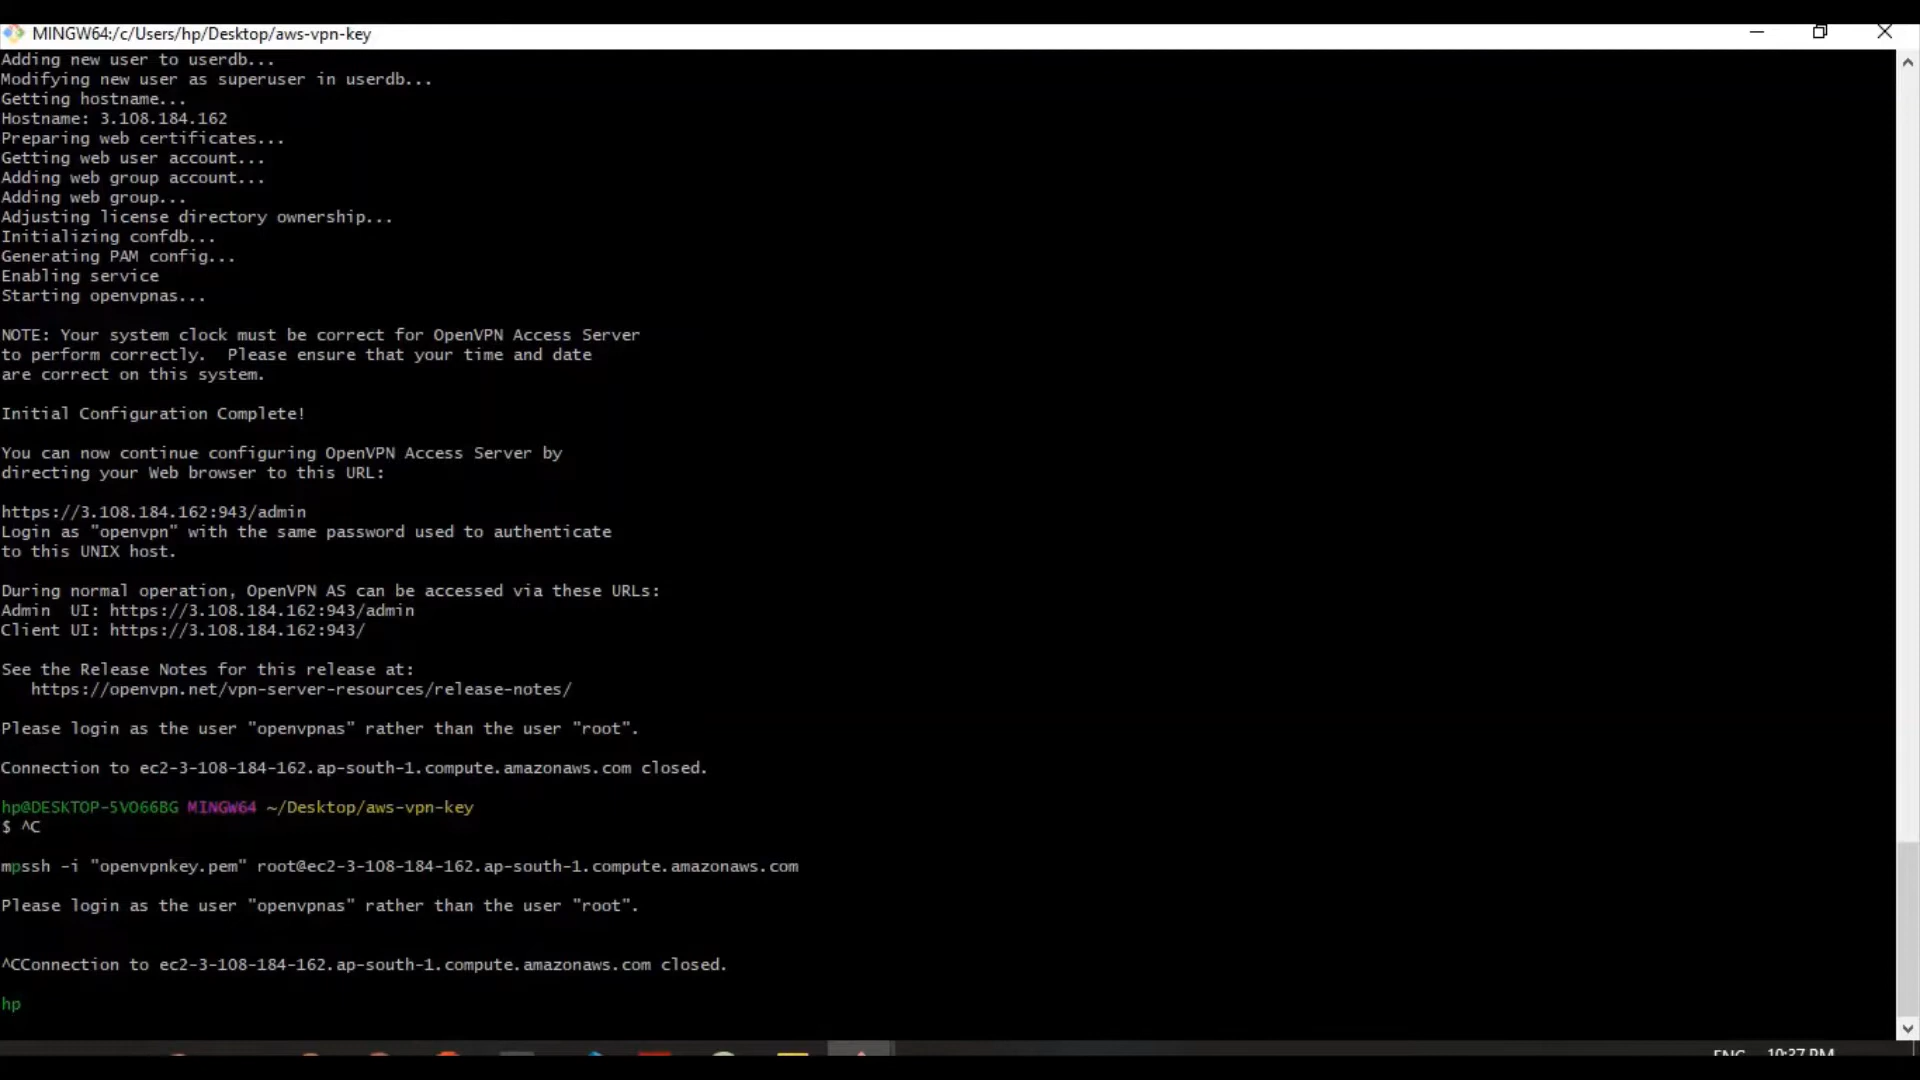 MINGW64:/c/Users/hp/Desktop/aws-vpn-key
Adding new user to userdb...
Modifying new user as superuser in userdb...
Getting hostname...
Hostname: 3.108.184.162
Preparing web certificates...
Getting web user account...
Adding web group account...
Adding web group...
Adjusting license directory ownership...
Initializing confdb...
Generating PAM config...
Enabling service
Starting openvpnas...
NOTE: Your system clock must be correct for OpenVPN Access Server
to perform correctly.  Please ensure that your time and date
are correct on this system.
Initial Configuration Complete!
You can now continue configuring OpenVPN Access Server by
directing your Web browser to this URL:
https://3.108.184.162:943/admin
Login as "openvpn" with the same password used to authenticate
to this UNIX host.
During normal operation, OpenVPN AS can be accessed via these URLs:
Admin  UI: https://3.108.184.162:943/admin
Client UI: https://3.108.184.162:943/
See the Release Notes for this release at:
   https://openvpn.net/vpn-server-resources/release-notes/
Please login as the user "openvpnas" rather than the user "root".
Connection to ec2-3-108-184-162.ap-south-1.compute.amazonaws.com closed.
hp@DESKTOP-5VO66BG MINGW64 ~/Desktop/aws-vpn-key
$ ^C
mpssh -i "openvpnkey.pem" root@ec2-3-108-184-162.ap-south-1.compute.amazonaws.com
Please login as the user "openvpnas" rather than the user "root".
^CConnection to ec2-3-108-184-162.ap-south-1.compute.amazonaws.com closed.
hp
ENG 10:37 PM